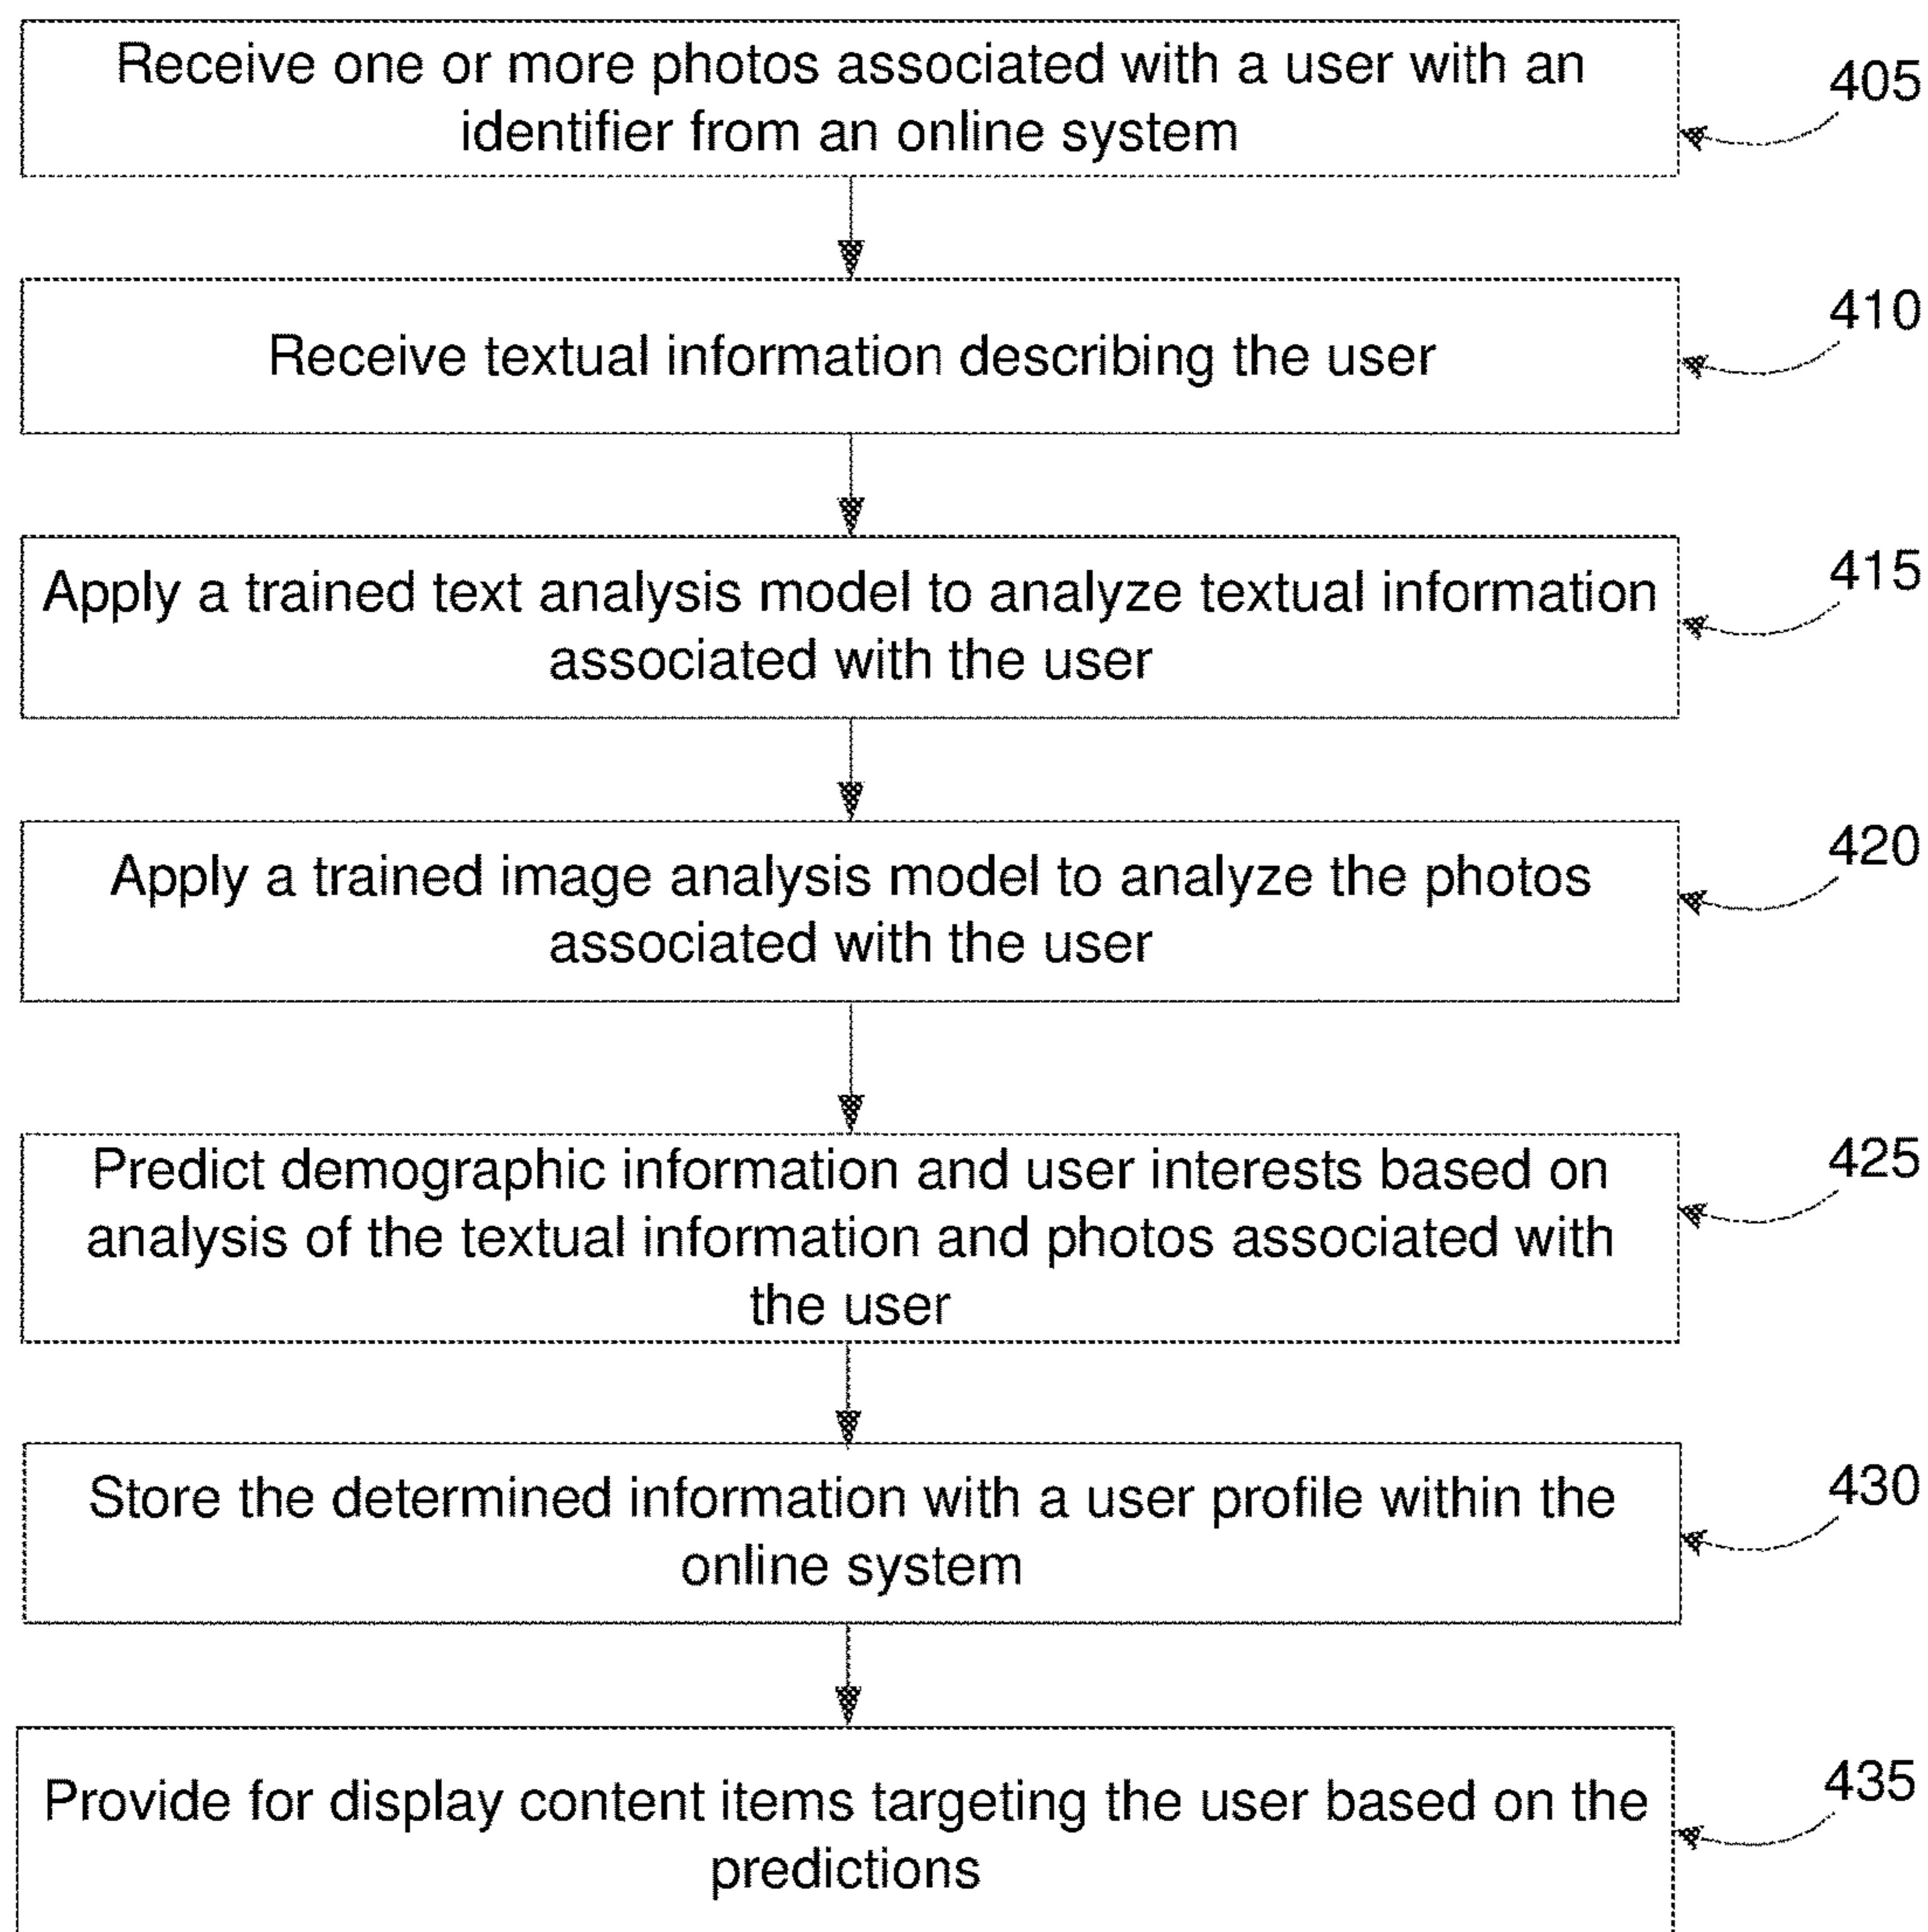 Receive one or more photos associated with a user with an
identifier from an online system
405
Receive textual information describing the user
410
Apply a trained text analysis model to analyze textual information
associated with the user
415
Apply a trained image analysis model to analyze the photos
associated with the user
420
Predict demographic information and user interests based on
analysis of the textual information and photos associated with
the user
425
Store the determined information with a user profile within the
online system
430
Provide for display content items targeting the user based on the
predictions
435